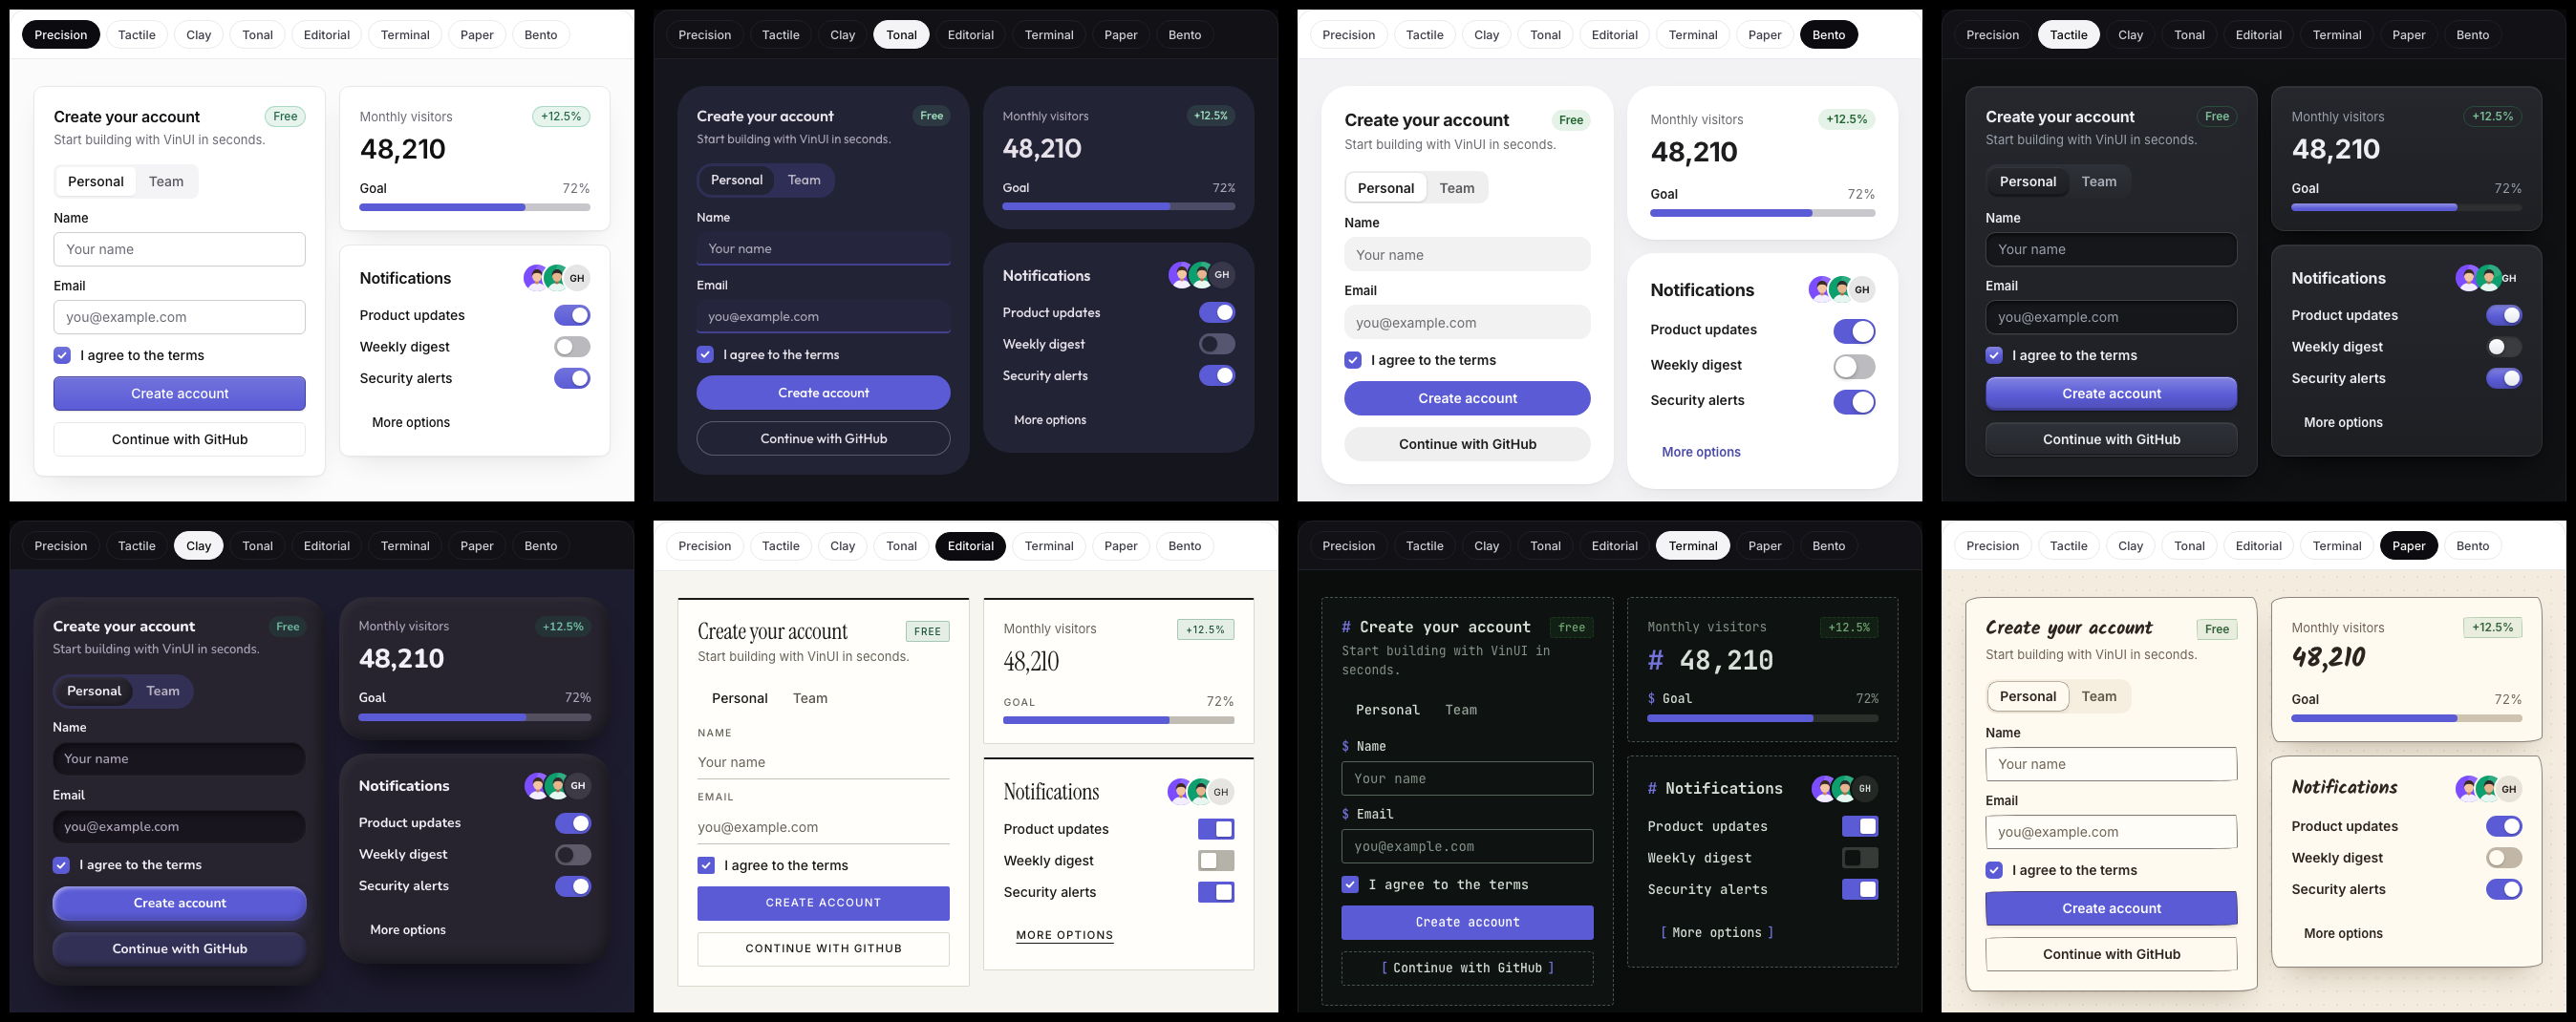 Precision Tactile Clay Tonal Editorial Terminal Paper Bento
Create your account Free
Start building with VinUI in seconds.
Personal Team
Name
Your name
Email
you@example.com
I agree to the terms
Create account
Continue with GitHub
Monthly visitors +12.5%
48,210
Goal 72%
Notifications GH
Product updates
Weekly digest
Security alerts
More options
Precision Tactile Clay Tonal Editorial Terminal Paper Bento
Create your account Free
Start building with VinUI in seconds.
Personal Team
Name
Your name
Email
you@example.com
I agree to the terms
Create account
Continue with GitHub
Monthly visitors +12.5%
48,210
Goal 72%
Notifications GH
Product updates
Weekly digest
Security alerts
More options
Precision Tactile Clay Tonal Editorial Terminal Paper Bento
Create your account Free
Start building with VinUI in seconds.
Personal Team
Name
Your name
Email
you@example.com
I agree to the terms
Create account
Continue with GitHub
Monthly visitors +12.5%
48,210
Goal 72%
Notifications GH
Product updates
Weekly digest
Security alerts
More options
Precision Tactile Clay Tonal Editorial Terminal Paper Bento
Create your account Free
Start building with VinUI in seconds.
Personal Team
Name
Your name
Email
you@example.com
I agree to the terms
Create account
Continue with GitHub
Monthly visitors +12.5%
48,210
Goal 72%
Notifications GH
Product updates
Weekly digest
Security alerts
More options
Precision Tactile Clay Tonal Editorial Terminal Paper Bento
Create your account Free
Start building with VinUI in seconds.
Personal Team
Name
Your name
Email
you@example.com
I agree to the terms
Create account
Continue with GitHub
Monthly visitors +12.5%
48,210
Goal 72%
Notifications GH
Product updates
Weekly digest
Security alerts
More options
Precision Tactile Clay Tonal Editorial Terminal Paper Bento
Create your account FREE
Start building with VinUI in seconds.
Personal Team
NAME
Your name
EMAIL
you@example.com
I agree to the terms
CREATE ACCOUNT
CONTINUE WITH GITHUB
Monthly visitors +12.5%
48,210
GOAL 72%
Notifications GH
Product updates
Weekly digest
Security alerts
MORE OPTIONS
Precision Tactile Clay Tonal Editorial Terminal Paper Bento
# Create your account free
Start building with VinUI in
seconds.
Personal Team
$ Name
Your name
$ Email
you@example.com
I agree to the terms
Create account
[ Continue with GitHub ]
Monthly visitors +12.5%
# 48,210
$ Goal 72%
# Notifications GH
Product updates
Weekly digest
Security alerts
[ More options ]
Precision Tactile Clay Tonal Editorial Terminal Paper Bento
Create your account Free
Start building with VinUI in seconds.
Personal Team
Name
Your name
Email
you@example.com
I agree to the terms
Create account
Continue with GitHub
Monthly visitors +12.5%
48,210
Goal 72%
Notifications GH
Product updates
Weekly digest
Security alerts
More options